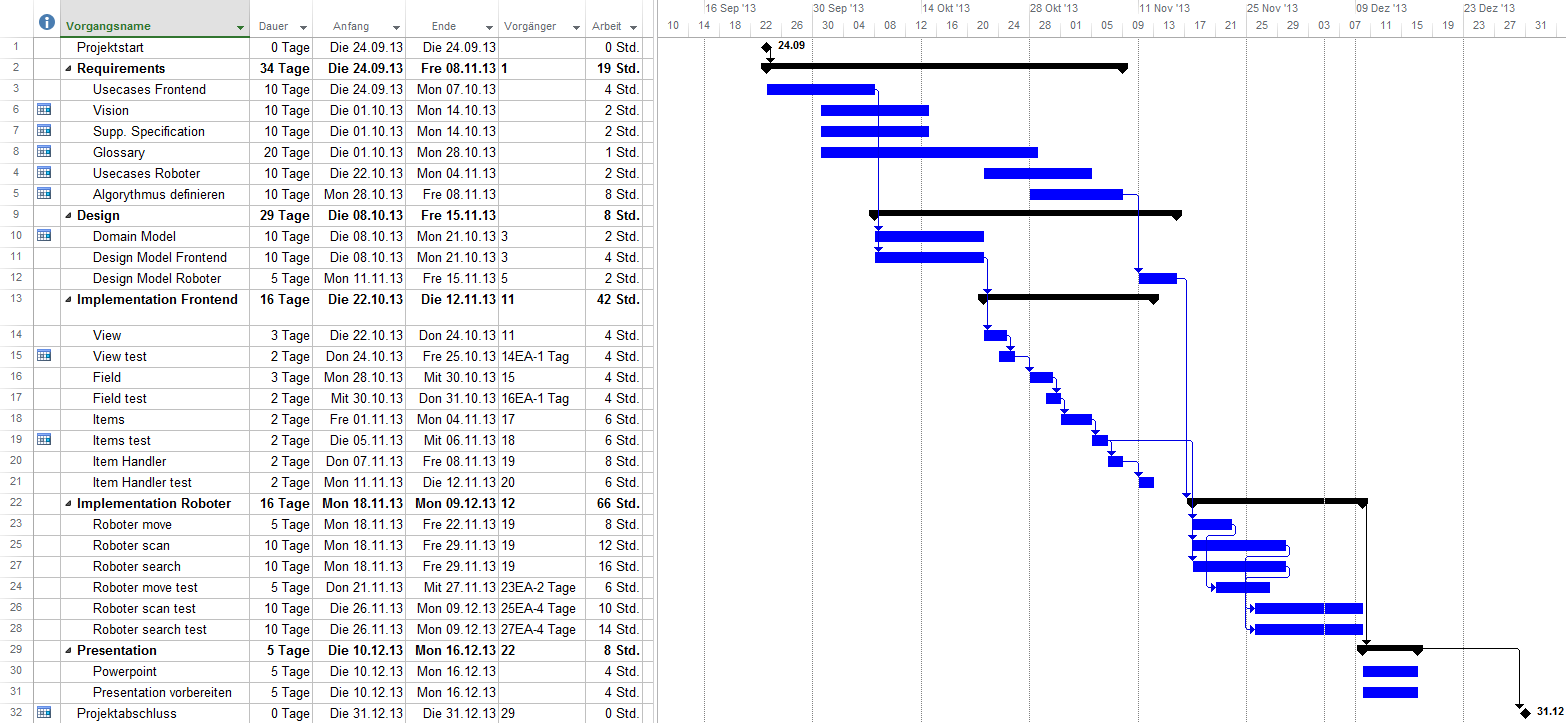 16 Sep '13 30 Sep '13 14 Okt '13 28 Okt '13 11 Nov '13 25 Nov '13 09 Dez '13 23 Dez '13
Vorgangsname Dauer Anfang Ende Vorgänger Arbeit 10 14 18 22 26 30 04 08 12 16 20 24 28 01 05 09 13 17 21 25 29 03 07 11 15 19 23 27 31
1 Projektstart 0 Tage Die 24.09.13 Die 24.09.13 0 Std. 24.09
2 Requirements 34 Tage Die 24.09.13 Fre 08.11.13 1 19 Std.
3 Usecases Frontend 10 Tage Die 24.09.13 Mon 07.10.13 4 Std.
6 Vision 10 Tage Die 01.10.13 Mon 14.10.13 2 Std.
7 Supp. Specification 10 Tage Die 01.10.13 Mon 14.10.13 2 Std.
8 Glossary 20 Tage Die 01.10.13 Mon 28.10.13 1 Std.
4 Usecases Roboter 10 Tage Die 22.10.13 Mon 04.11.13 2 Std.
5 Algorythmus definieren 10 Tage Mon 28.10.13 Fre 08.11.13 8 Std.
9 Design 29 Tage Die 08.10.13 Fre 15.11.13 8 Std.
10 Domain Model 10 Tage Die 08.10.13 Mon 21.10.13 3 2 Std.
11 Design Model Frontend 10 Tage Die 08.10.13 Mon 21.10.13 3 4 Std.
12 Design Model Roboter 5 Tage Mon 11.11.13 Fre 15.11.13 5 2 Std.
13 Implementation Frontend 16 Tage Die 22.10.13 Die 12.11.13 11 42 Std.
14 View 3 Tage Die 22.10.13 Don 24.10.13 11 4 Std.
15 View test 2 Tage Don 24.10.13 Fre 25.10.13 14EA-1 Tag 4 Std.
16 Field 3 Tage Mon 28.10.13 Mit 30.10.13 15 4 Std.
17 Field test 2 Tage Mit 30.10.13 Don 31.10.13 16EA-1 Tag 4 Std.
18 Items 2 Tage Fre 01.11.13 Mon 04.11.13 17 6 Std.
19 Items test 2 Tage Die 05.11.13 Mit 06.11.13 18 6 Std.
20 Item Handler 2 Tage Don 07.11.13 Fre 08.11.13 19 8 Std.
21 Item Handler test 2 Tage Mon 11.11.13 Die 12.11.13 20 6 Std.
22 Implementation Roboter 16 Tage Mon 18.11.13 Mon 09.12.13 12 66 Std.
23 Roboter move 5 Tage Mon 18.11.13 Fre 22.11.13 19 8 Std.
25 Roboter scan 10 Tage Mon 18.11.13 Fre 29.11.13 19 12 Std.
27 Roboter search 10 Tage Mon 18.11.13 Fre 29.11.13 19 16 Std.
24 Roboter move test 5 Tage Don 21.11.13 Mit 27.11.13 23EA-2 Tage 6 Std.
26 Roboter scan test 10 Tage Die 26.11.13 Mon 09.12.13 25EA-4 Tage 10 Std.
28 Roboter search test 10 Tage Die 26.11.13 Mon 09.12.13 27EA-4 Tage 14 Std.
29 Presentation 5 Tage Die 10.12.13 Mon 16.12.13 22 8 Std.
30 Powerpoint 5 Tage Die 10.12.13 Mon 16.12.13 4 Std.
31 Presentation vorbereiten 5 Tage Die 10.12.13 Mon 16.12.13 4 Std.
32 Projektabschluss 0 Tage Die 31.12.13 Die 31.12.13 29 0 Std. 31.12